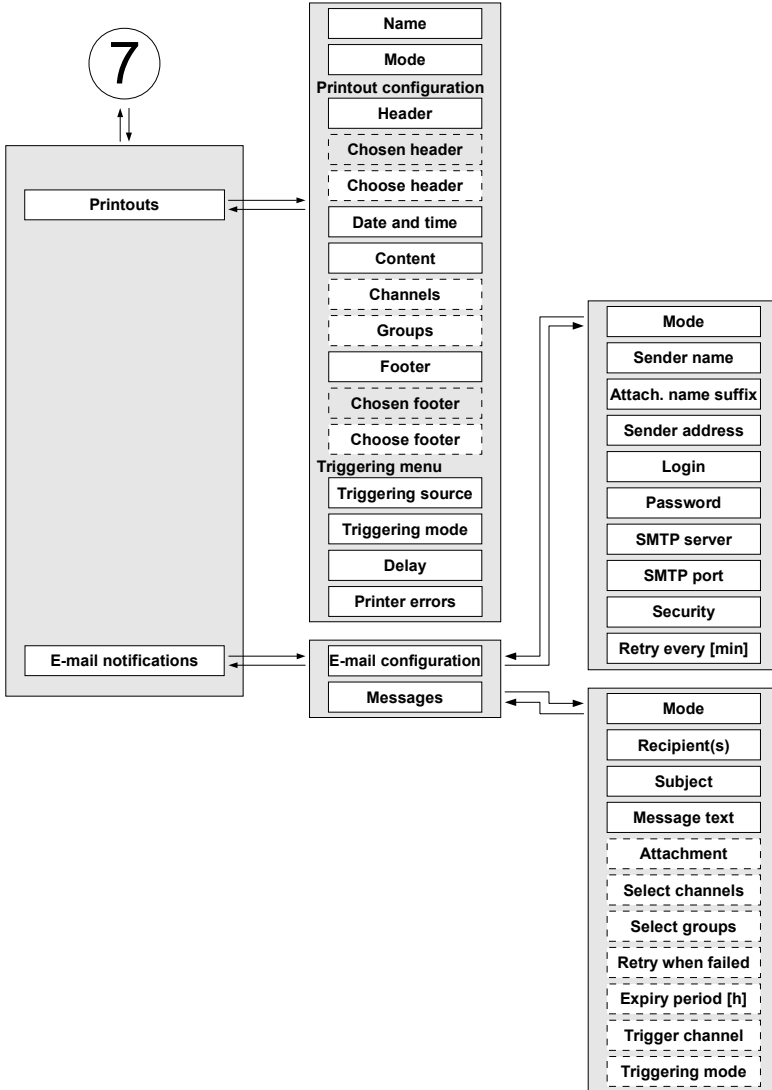 7
Printouts
E-mail notifications
Name
Mode
Printout configuration
Header
Chosen header
Choose header
Date and time
Content
Channels
Groups
Footer
Chosen footer
Choose footer
Triggering menu
Triggering source
Triggering mode
Delay
Printer errors
E-mail configuration
Messages
Mode
Sender name
Attach. name suffix
Sender address
Login
Password
SMTP server
SMTP port
Security
Retry every [min]
Mode
Recipient(s)
Subject
Message text
Attachment
Select channels
Select groups
Retry when failed
Expiry period [h]
Trigger channel
Triggering mode